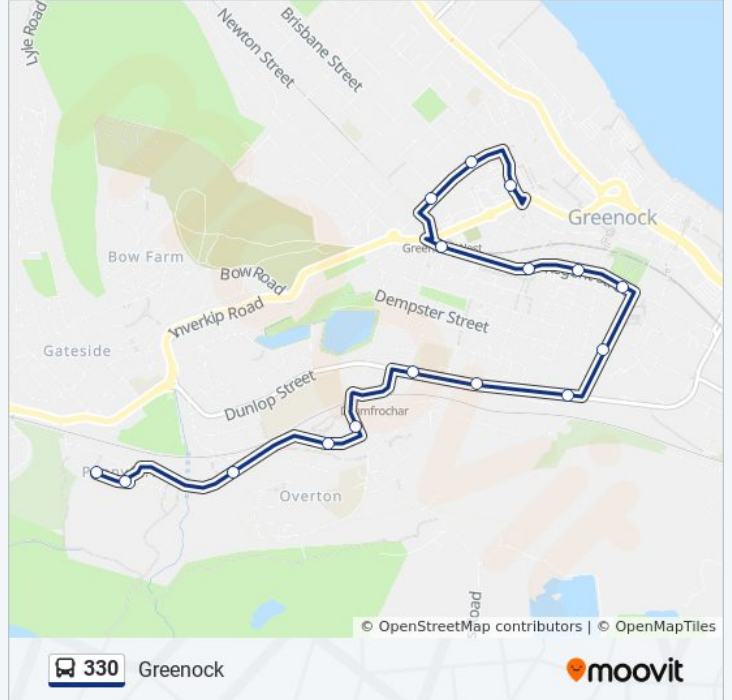 Lyle Road
Newton Street
Brisbane Street
Greenock
Bow Farm
Bow Road
Inverkip Road
Dempster Street
Gateside
Dunlop Street
Overton
© OpenStreetMap contributors | © OpenMapTiles
330 Greenock
moovit